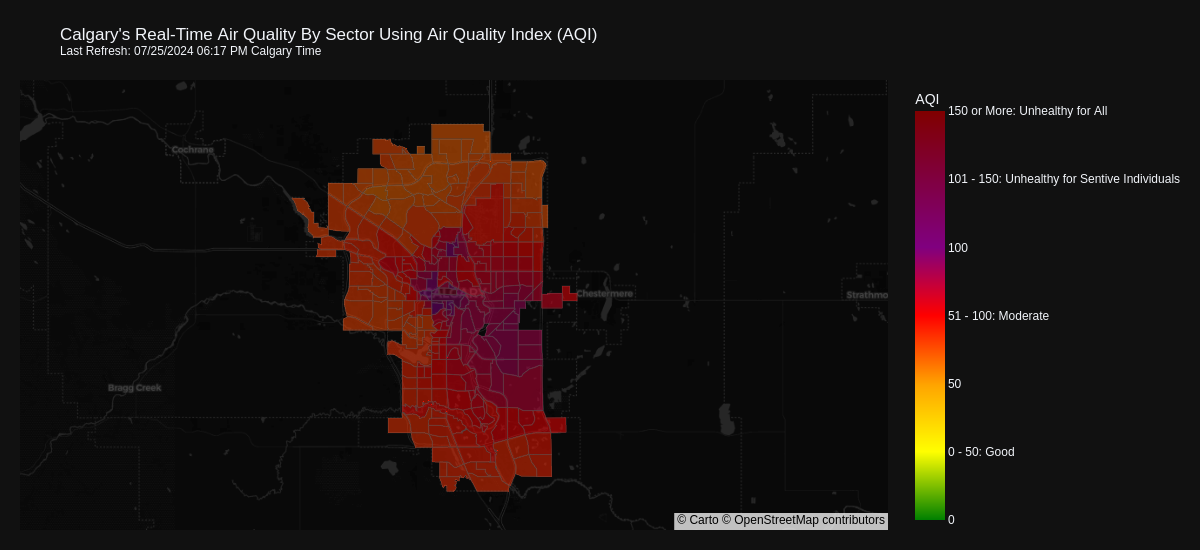 Calgary's Real-Time Air Quality By Sector Using Air Quality Index (AQI)
Last Refresh: 07/25/2024 06:17 PM Calgary Time
AQI
150 or More: Unhealthy for All
101 - 150: Unhealthy for Sentive Individuals
100
51 - 100: Moderate
50
0 - 50: Good
0
Cochrane
CALGARY
Chestermere
Strathmo
Bragg Creek
© Carto © OpenStreetMap contributors